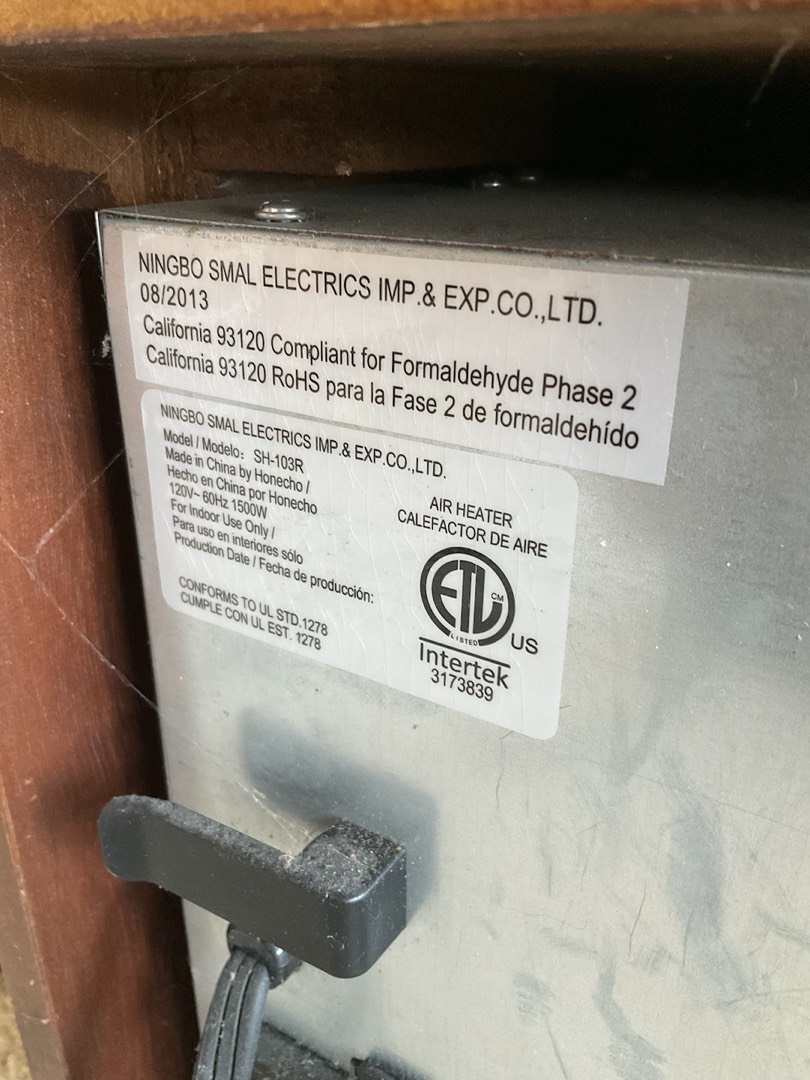 NINGBO SMAL ELECTRICS IMP.& EXP.CO.,LTD.
08/2013
California 93120 Compliant for Formaldehyde Phase 2
California 93120 RoHS para la Fase 2 de formaldehído
NINGBO SMAL ELECTRICS IMP.& EXP.CO.,LTD.
Model / Modelo: SH-103R
Made in China by Honecho /
Hecho en China por Honecho
120V~ 60Hz 1500W
For Indoor Use Only /
Para uso en interiores sólo
Production Date / Fecha de producción:
CONFORMS TO UL STD.1278
CUMPLE CON UL EST. 1278
AIR HEATER
CALEFACTOR DE AIRE
ETL CM
LISTED
US
Intertek
3173839